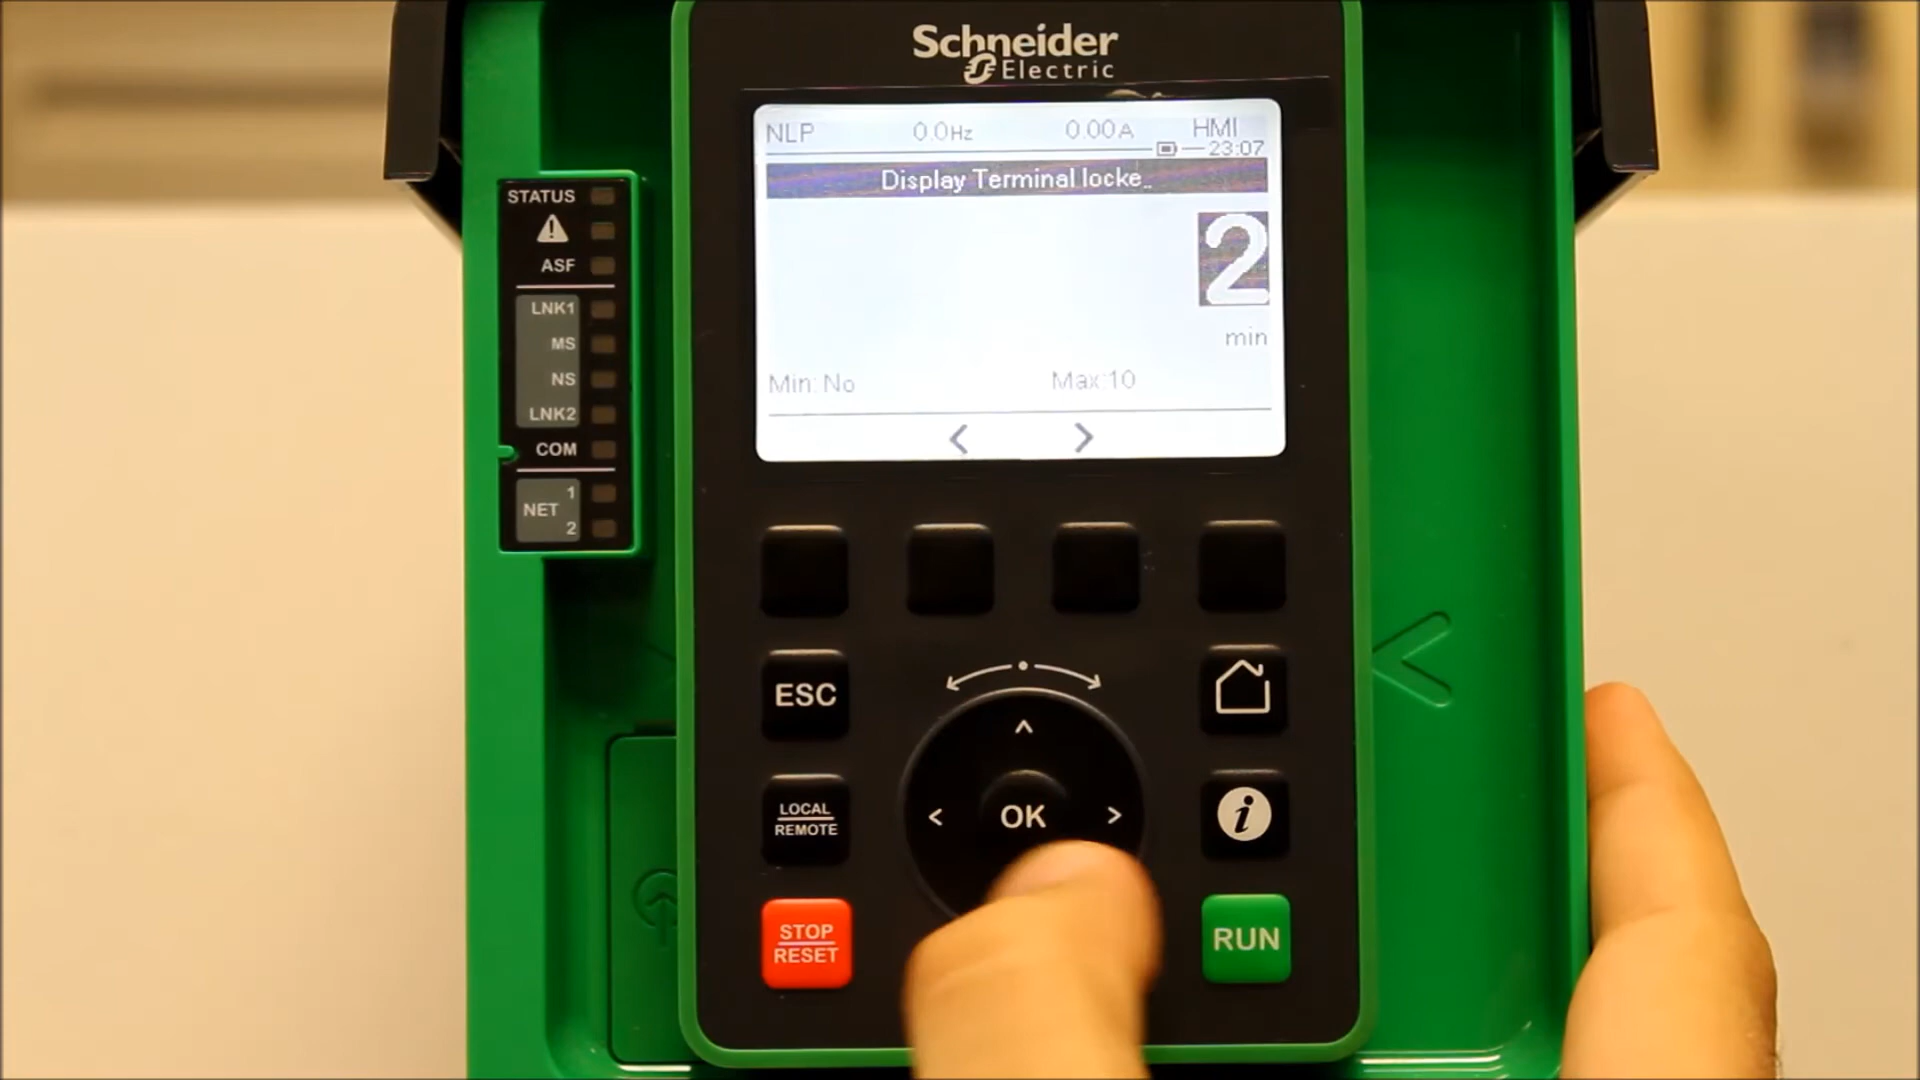 Schneider
Electric
NLP 0.0Hz 0.00A HMI
23:07
Display Terminal locke..
2
min
Min: No Max:10
< >
STATUS
ASF
LNK1
MS
NS
LNK2
COM
NET 1
2
ESC
LOCAL
REMOTE
OK
i
STOP
RESET
RUN